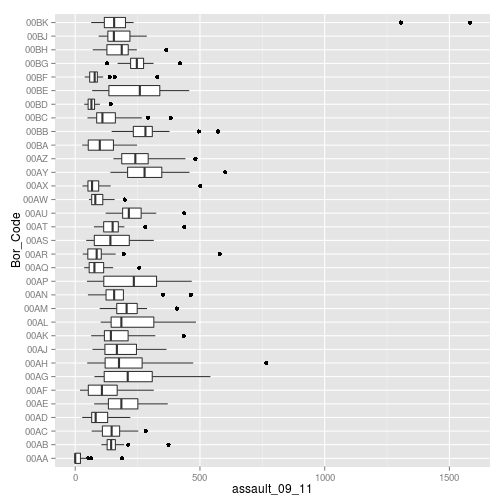 00BK
00BJ
00BH
00BG
00BF
00BE
00BD
00BC
00BB
00BA
00AZ
00AY
00AX
00AW
00AU
00AT
00AS
00AR
00AQ
00AP
00AN
00AM
00AL
00AK
00AJ
00AH
00AG
00AF
00AE
00AD
00AC
00AB
00AA
Bor_Code
0 500 1000 1500
assault_09_11